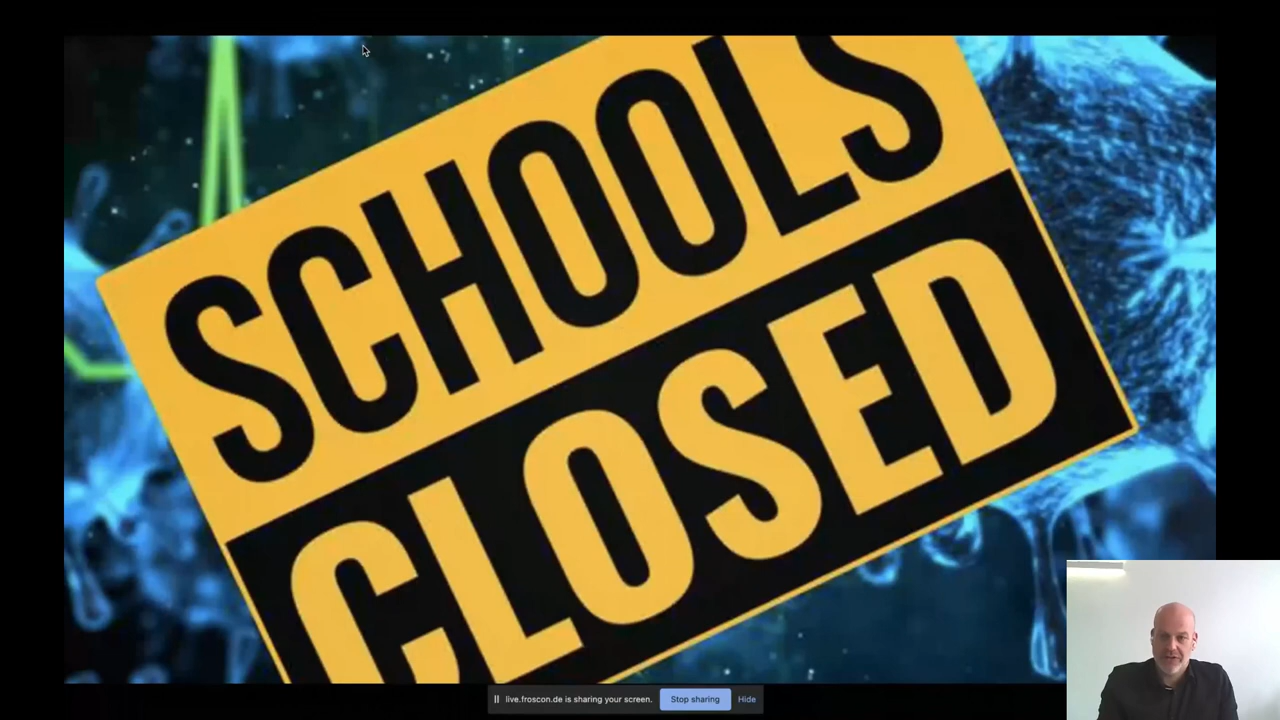 SCHOOLS
CLOSED
live.froscon.de is sharing your screen.
Stop sharing
Hide